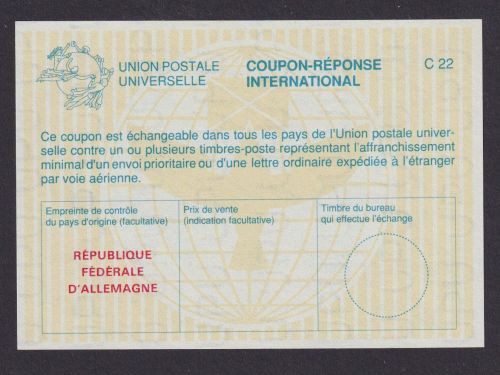 UNION POSTALE
UNIVERSELLE
COUPON-RÉPONSE
INTERNATIONAL
C 22
Ce coupon est échangeable dans tous les pays de l'Union postale univer-
selle contre un ou plusieurs timbres-poste représentant l'affranchissement
minimal d'un envoi prioritaire ou d'une lettre ordinaire expédiée à l'étranger
par voie aérienne.
Empreinte de contrôle
du pays d'origine (facultative)
Prix de vente
(indication facultative)
Timbre du bureau
qui effectue l'échange
RÉPUBLIQUE
FÉDÉRALE
D'ALLEMAGNE